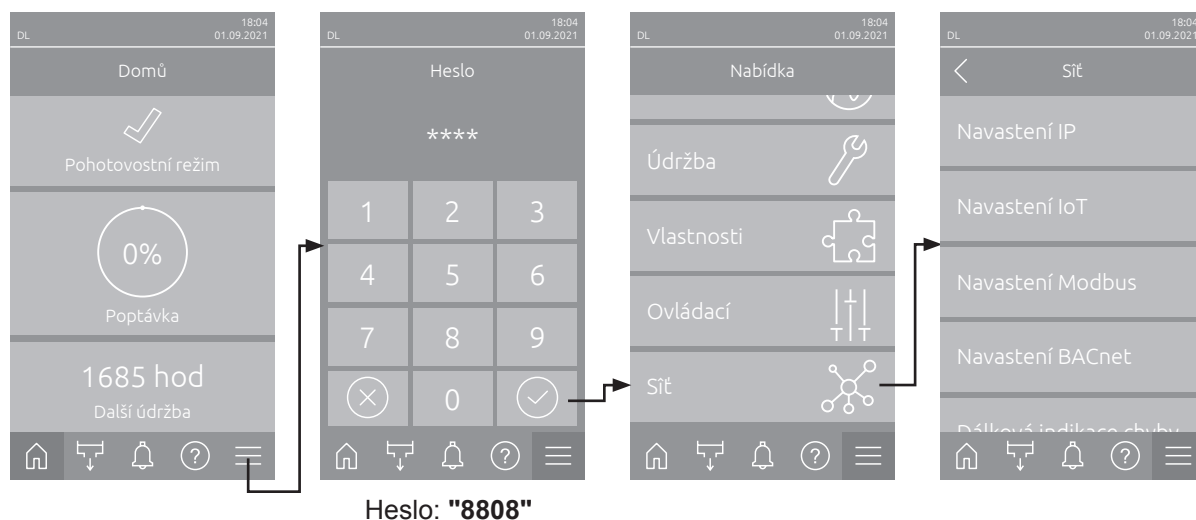 18:04
DL 01.09.2021
Domů
Pohotovostní režim
0%
Poptávka
1685 hod
Další údržba
?
18:04
DL 01.09.2021
Heslo
****
1 2 3
4 5 6
7 8 9
0
?
Heslo: "8808"
18:04
DL 01.09.2021
Nabídka
Údržba
Vlastnosti
Ovládací
Síť
?
18:04
DL 01.09.2021
Síť
Navastení IP
Navastení IoT
Navastení Modbus
Navastení BACnet
Dálková indikace chyby
?